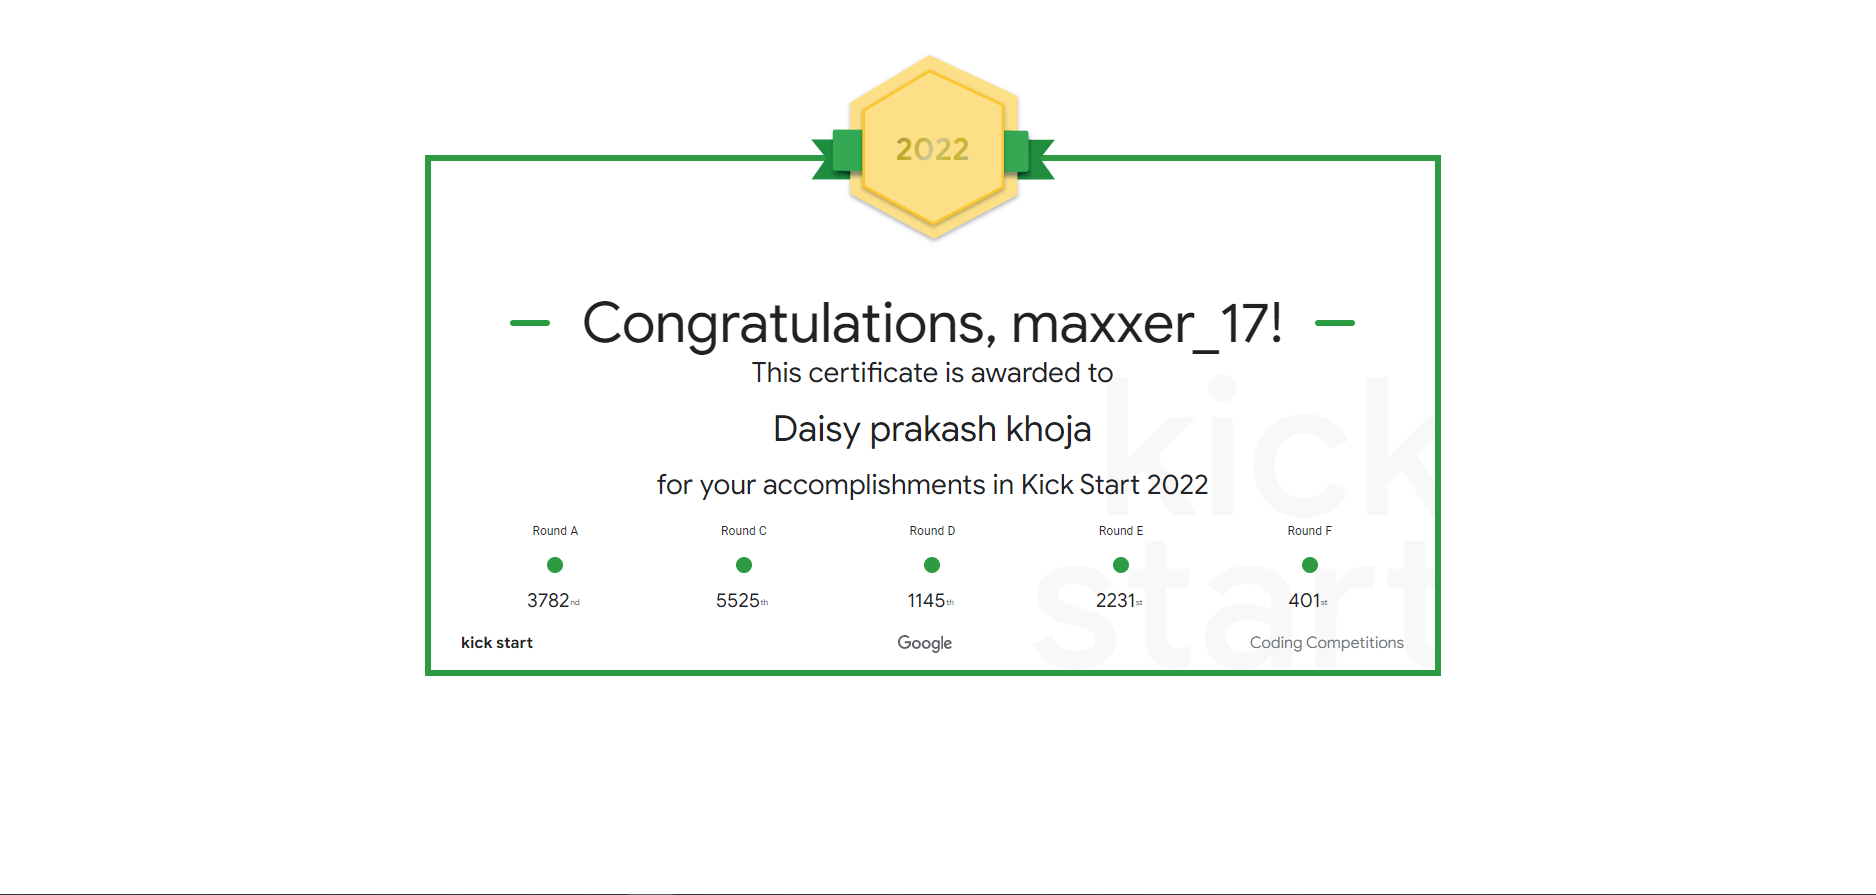 2022
Congratulations, maxxer_17!
This certificate is awarded to
Daisy prakash khoja
for your accomplishments in Kick Start 2022
Round A Round C Round D Round E Round F
3782nd 5525th 1145th 2231st 401st
kick start Google Coding Competitions
kick
start